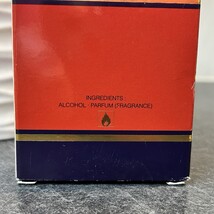 INGREDIENTS :
ALCOHOL · PARFUM (FRAGRANCE)